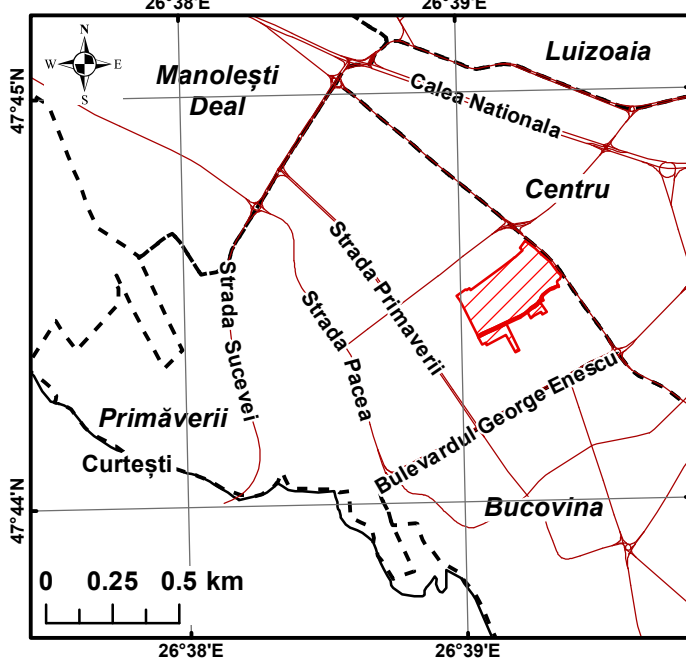 26°38'E
26°39'E
N
W
E
S
Manolești
Deal
Luizoaia
Calea Nationala
47°45'N
Centru
Strada Primaverii
Strada Sucevei
Strada Pacea
Bulevardul George Enescu
Primăverii
Curtești
Bucovina
47°44'N
0 0.25 0.5 km
26°38'E
26°39'E